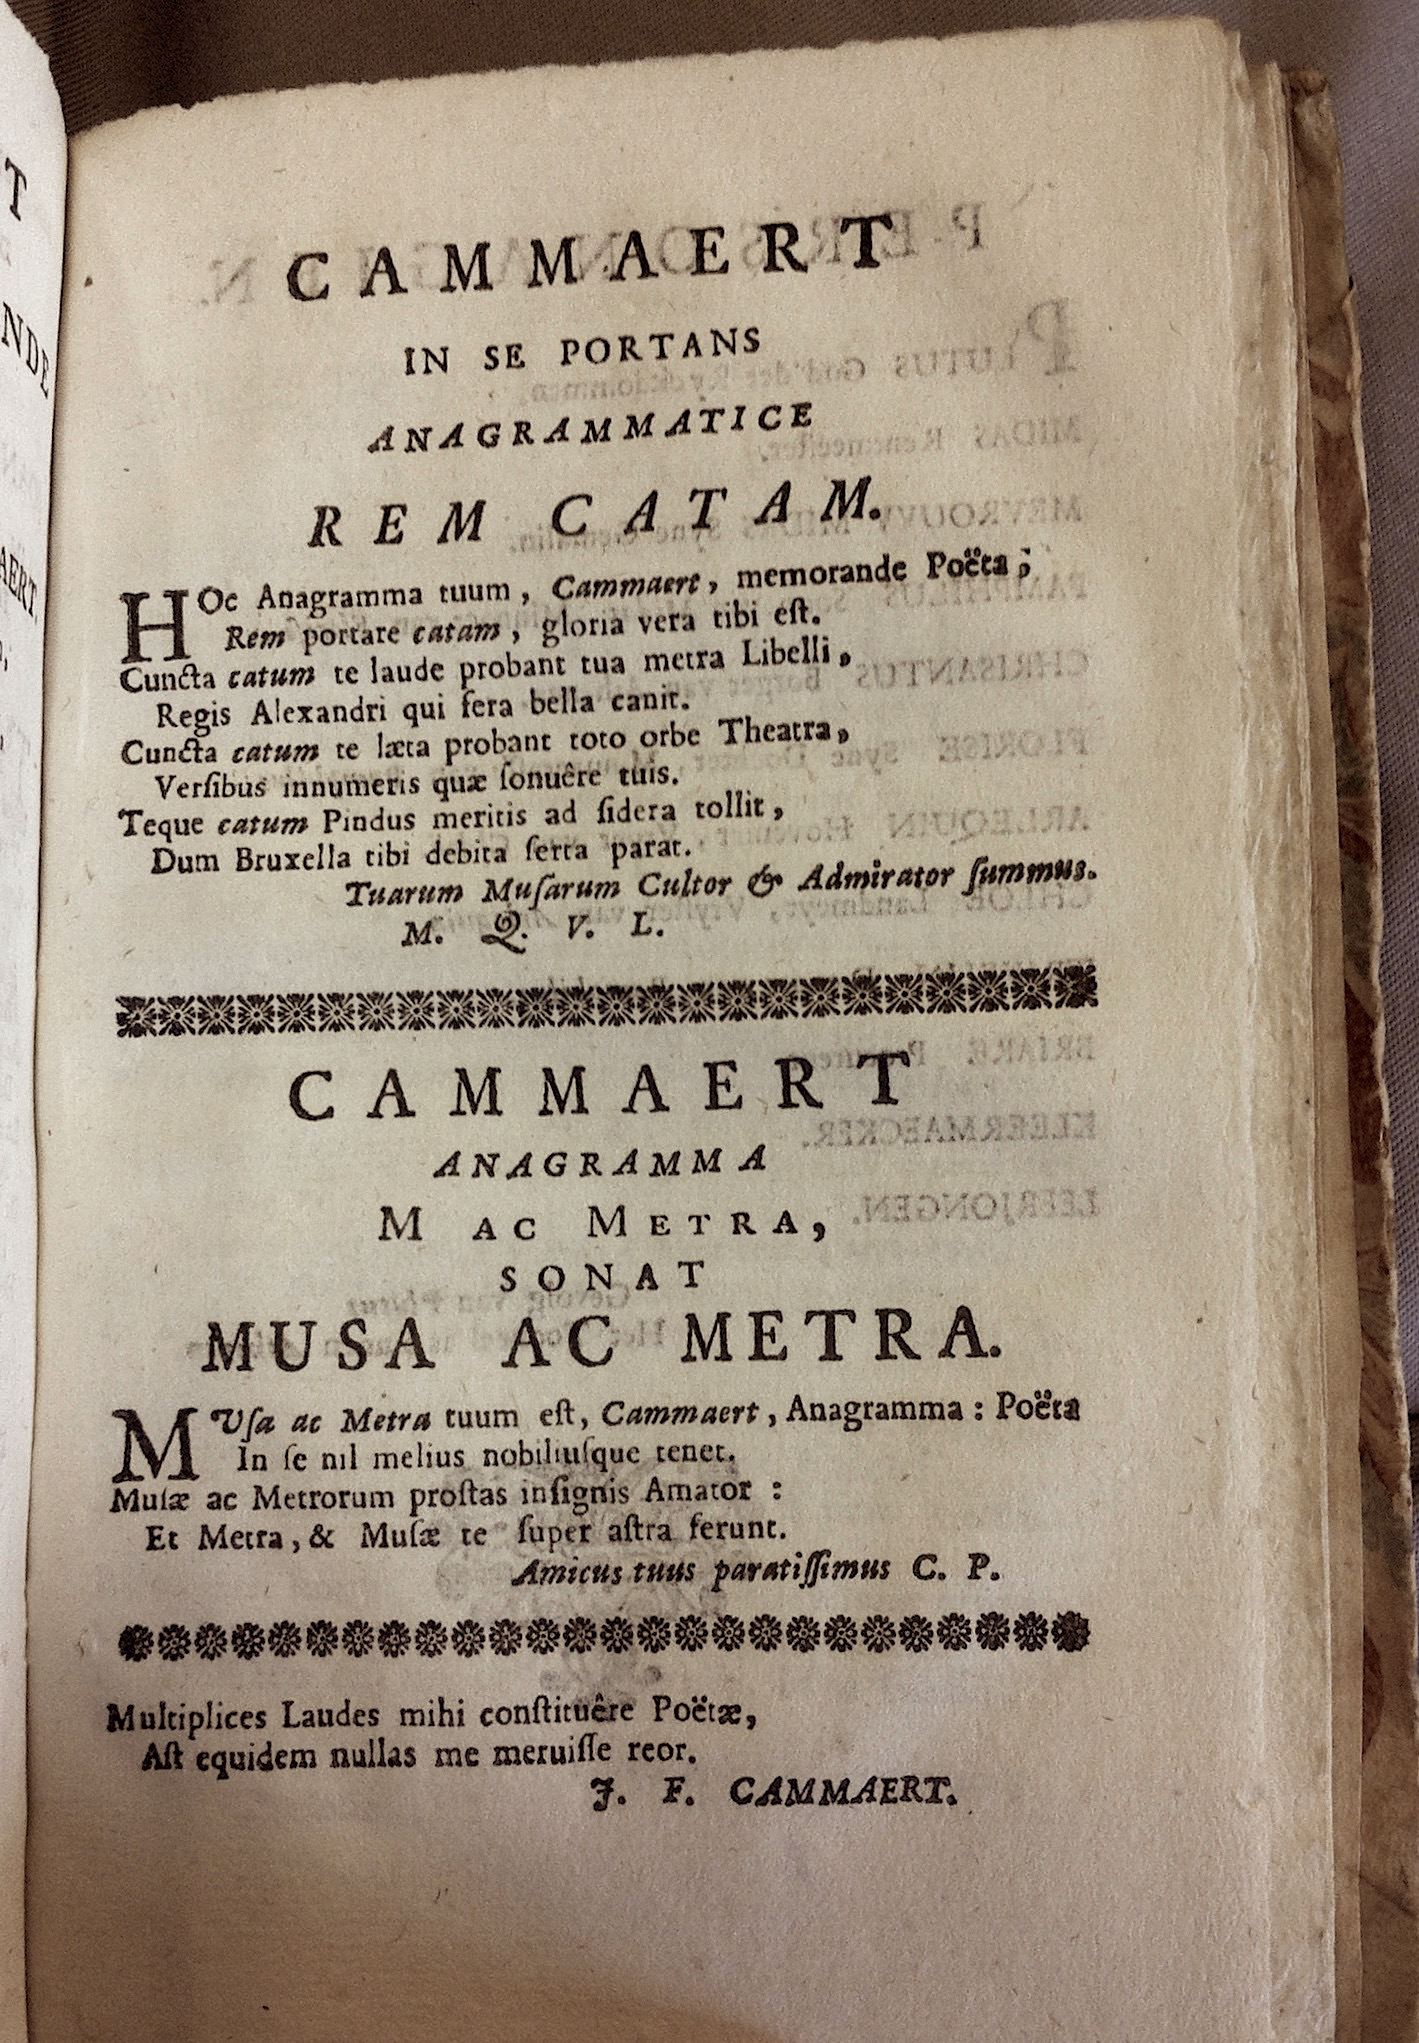 CAMMAERT
IN SE PORTANS
ANAGRAMMATICE
REM CATAM.
HOc Anagramma tuum, Cammaert, memorande Poëta;
Rem portare catam, gloria vera tibi eſt.
Cuncta catum te laude probant tua metra Libelli,
Regis Alexandri qui fera bella canit.
Cuncta catum te læta probant toto orbe Theatra,
Verſibus innumeris quæ ſonuêre tuis.
Teque catum Pindus meritis ad ſidera tollit,
Dum Bruxella tibi debita ſerta parat.
Tuarum Muſarum Cultor & Admirator ſummus.
M. Q. V. L.
CAMMAERT
ANAGRAMMA
M AC METRA,
SONAT
MUSA AC METRA.
MUſa ac Metra tuum eſt, Cammaert, Anagramma: Poëta
In ſe nil melius nobiliuſque tenet.
Muſæ ac Metrorum proſtas inſignis Amator:
Et Metra, & Muſæ te ſuper aſtra ferunt.
Amicus tuus paratiſſimus C. P.
Multiplices Laudes mihi conſtituêre Poëtæ,
Aſt equidem nullas me meruiſſe reor.
J. F. CAMMAERT.